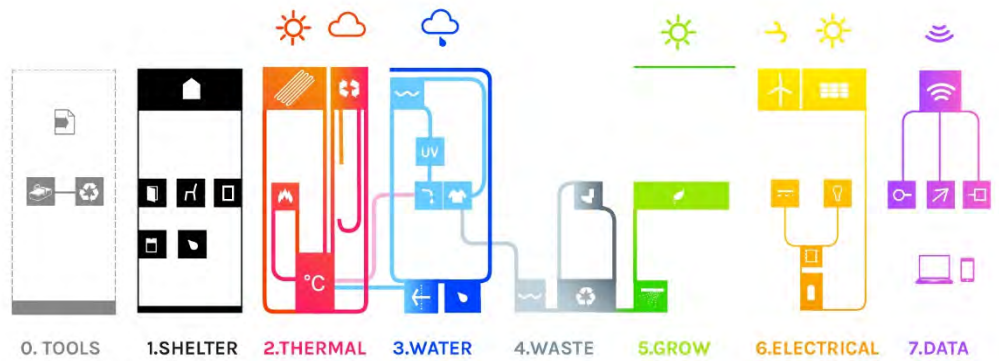 UV
°C
0. TOOLS 1.SHELTER 2.THERMAL 3.WATER 4.WASTE 5.GROW 6.ELECTRICAL 7.DATA